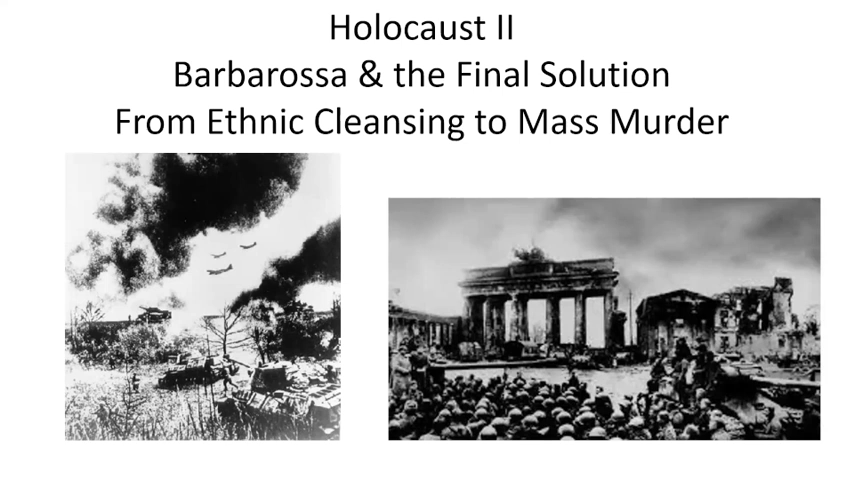 Holocaust II
Barbarossa & the Final Solution
From Ethnic Cleansing to Mass Murder